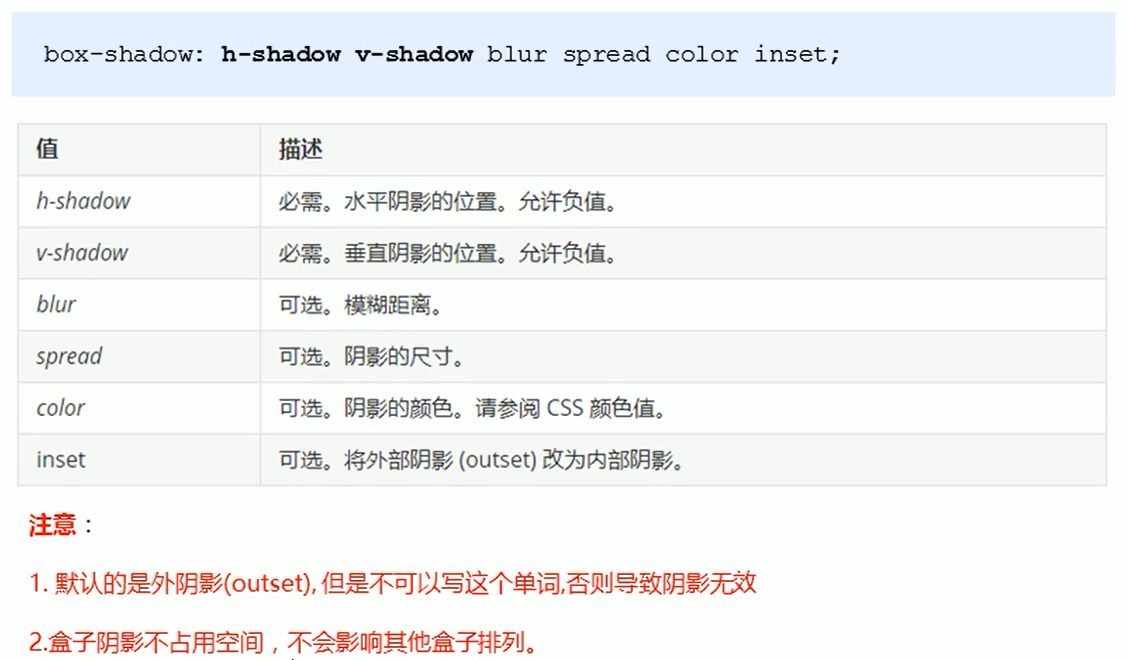 box-shadow: h-shadow v-shadow blur spread color inset;
值 描述
h-shadow 必需。水平阴影的位置。允许负值。
v-shadow 必需。垂直阴影的位置。允许负值。
blur 可选。模糊距离。
spread 可选。阴影的尺寸。
color 可选。阴影的颜色。请参阅 CSS 颜色值。
inset 可选。将外部阴影 (outset) 改为内部阴影。
注意：
1. 默认的是外阴影(outset), 但是不可以写这个单词,否则导致阴影无效
2.盒子阴影不占用空间，不会影响其他盒子排列。